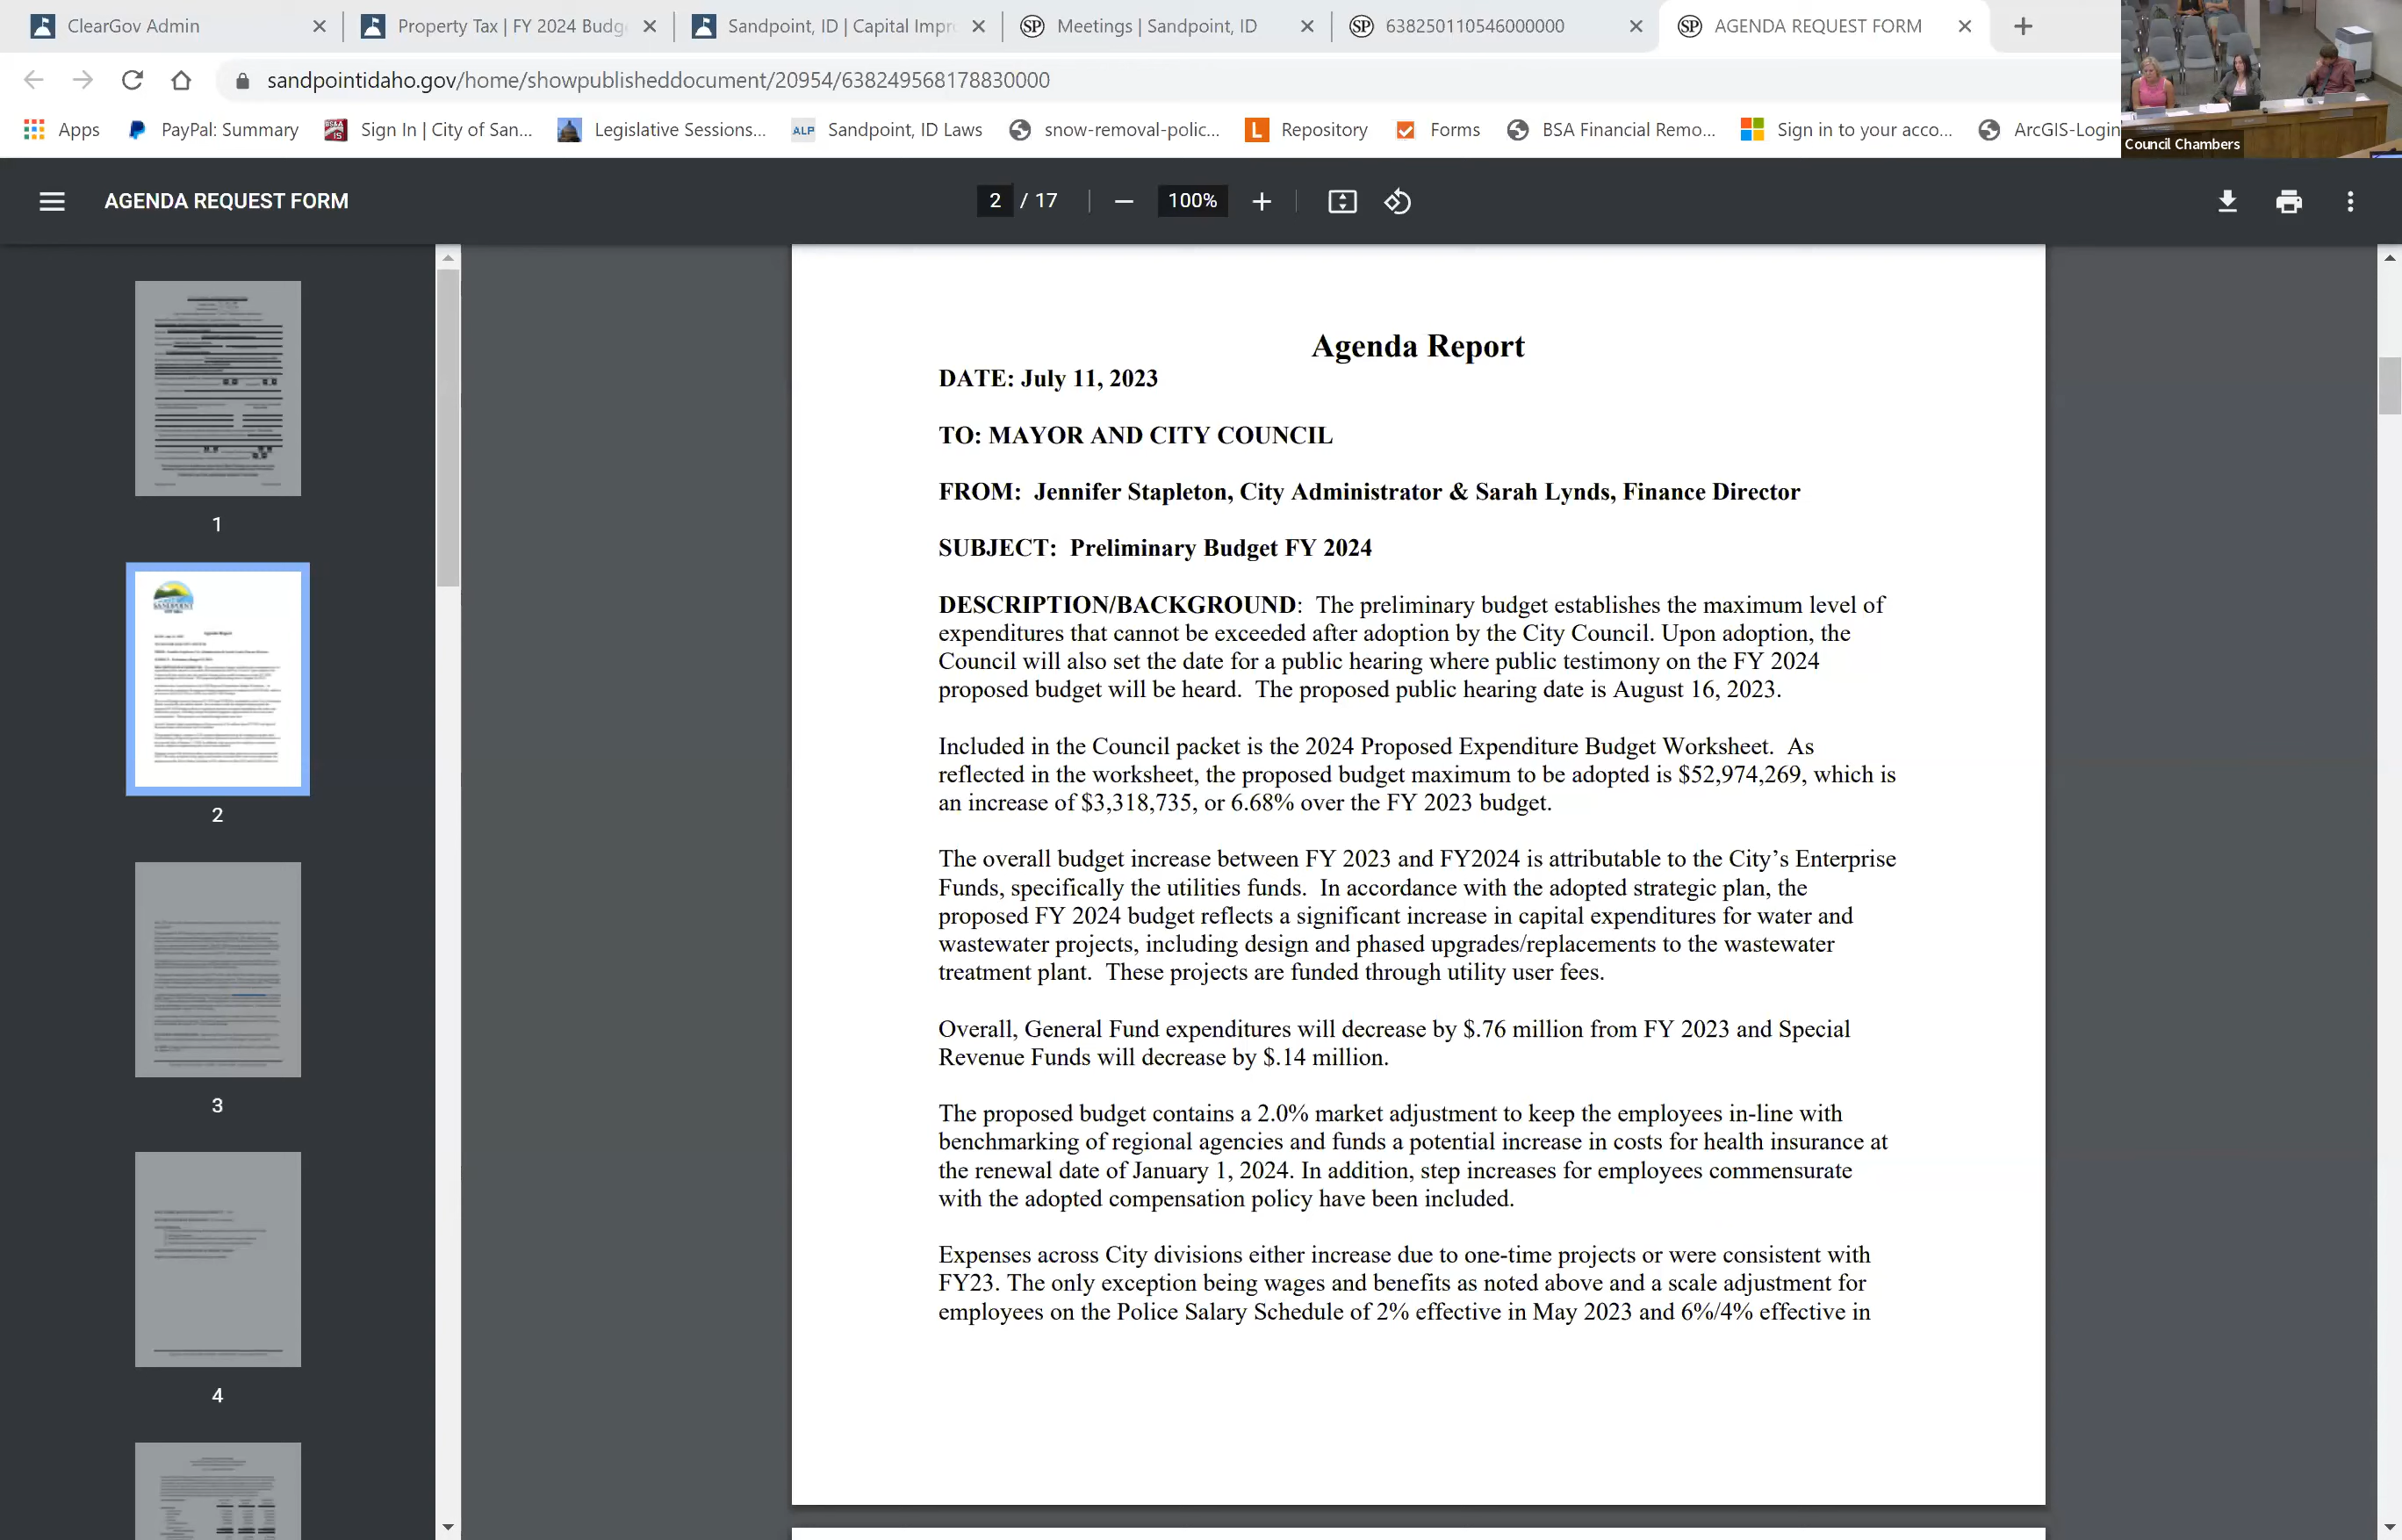 ClearGov Admin
Property Tax | FY 2024 Budg
Sandpoint, ID | Capital Impr
Meetings | Sandpoint, ID
638250110546000000
AGENDA REQUEST FORM
sandpointidaho.gov/home/showpublisheddocument/20954/638249568178830000
Apps
PayPal: Summary
Sign In | City of San...
Legislative Sessions...
ALP
Sandpoint, ID Laws
snow-removal-polic...
L
Repository
Forms
BSA Financial Remo...
Sign in to your acco...
ArcGIS-Login
Council Chambers
AGENDA REQUEST FORM
2 / 17
100%
1
SANDPOINT
2
3
4
Agenda Report
DATE: July 11, 2023
TO: MAYOR AND CITY COUNCIL
FROM: Jennifer Stapleton, City Administrator & Sarah Lynds, Finance Director
SUBJECT: Preliminary Budget FY 2024
DESCRIPTION/BACKGROUND: The preliminary budget establishes the maximum level of
expenditures that cannot be exceeded after adoption by the City Council. Upon adoption, the
Council will also set the date for a public hearing where public testimony on the FY 2024
proposed budget will be heard. The proposed public hearing date is August 16, 2023.
Included in the Council packet is the 2024 Proposed Expenditure Budget Worksheet. As
reflected in the worksheet, the proposed budget maximum to be adopted is $52,974,269, which is
an increase of $3,318,735, or 6.68% over the FY 2023 budget.
The overall budget increase between FY 2023 and FY2024 is attributable to the City’s Enterprise
Funds, specifically the utilities funds. In accordance with the adopted strategic plan, the
proposed FY 2024 budget reflects a significant increase in capital expenditures for water and
wastewater projects, including design and phased upgrades/replacements to the wastewater
treatment plant. These projects are funded through utility user fees.
Overall, General Fund expenditures will decrease by $.76 million from FY 2023 and Special
Revenue Funds will decrease by $.14 million.
The proposed budget contains a 2.0% market adjustment to keep the employees in-line with
benchmarking of regional agencies and funds a potential increase in costs for health insurance at
the renewal date of January 1, 2024. In addition, step increases for employees commensurate
with the adopted compensation policy have been included.
Expenses across City divisions either increase due to one-time projects or were consistent with
FY23. The only exception being wages and benefits as noted above and a scale adjustment for
employees on the Police Salary Schedule of 2% effective in May 2023 and 6%/4% effective in